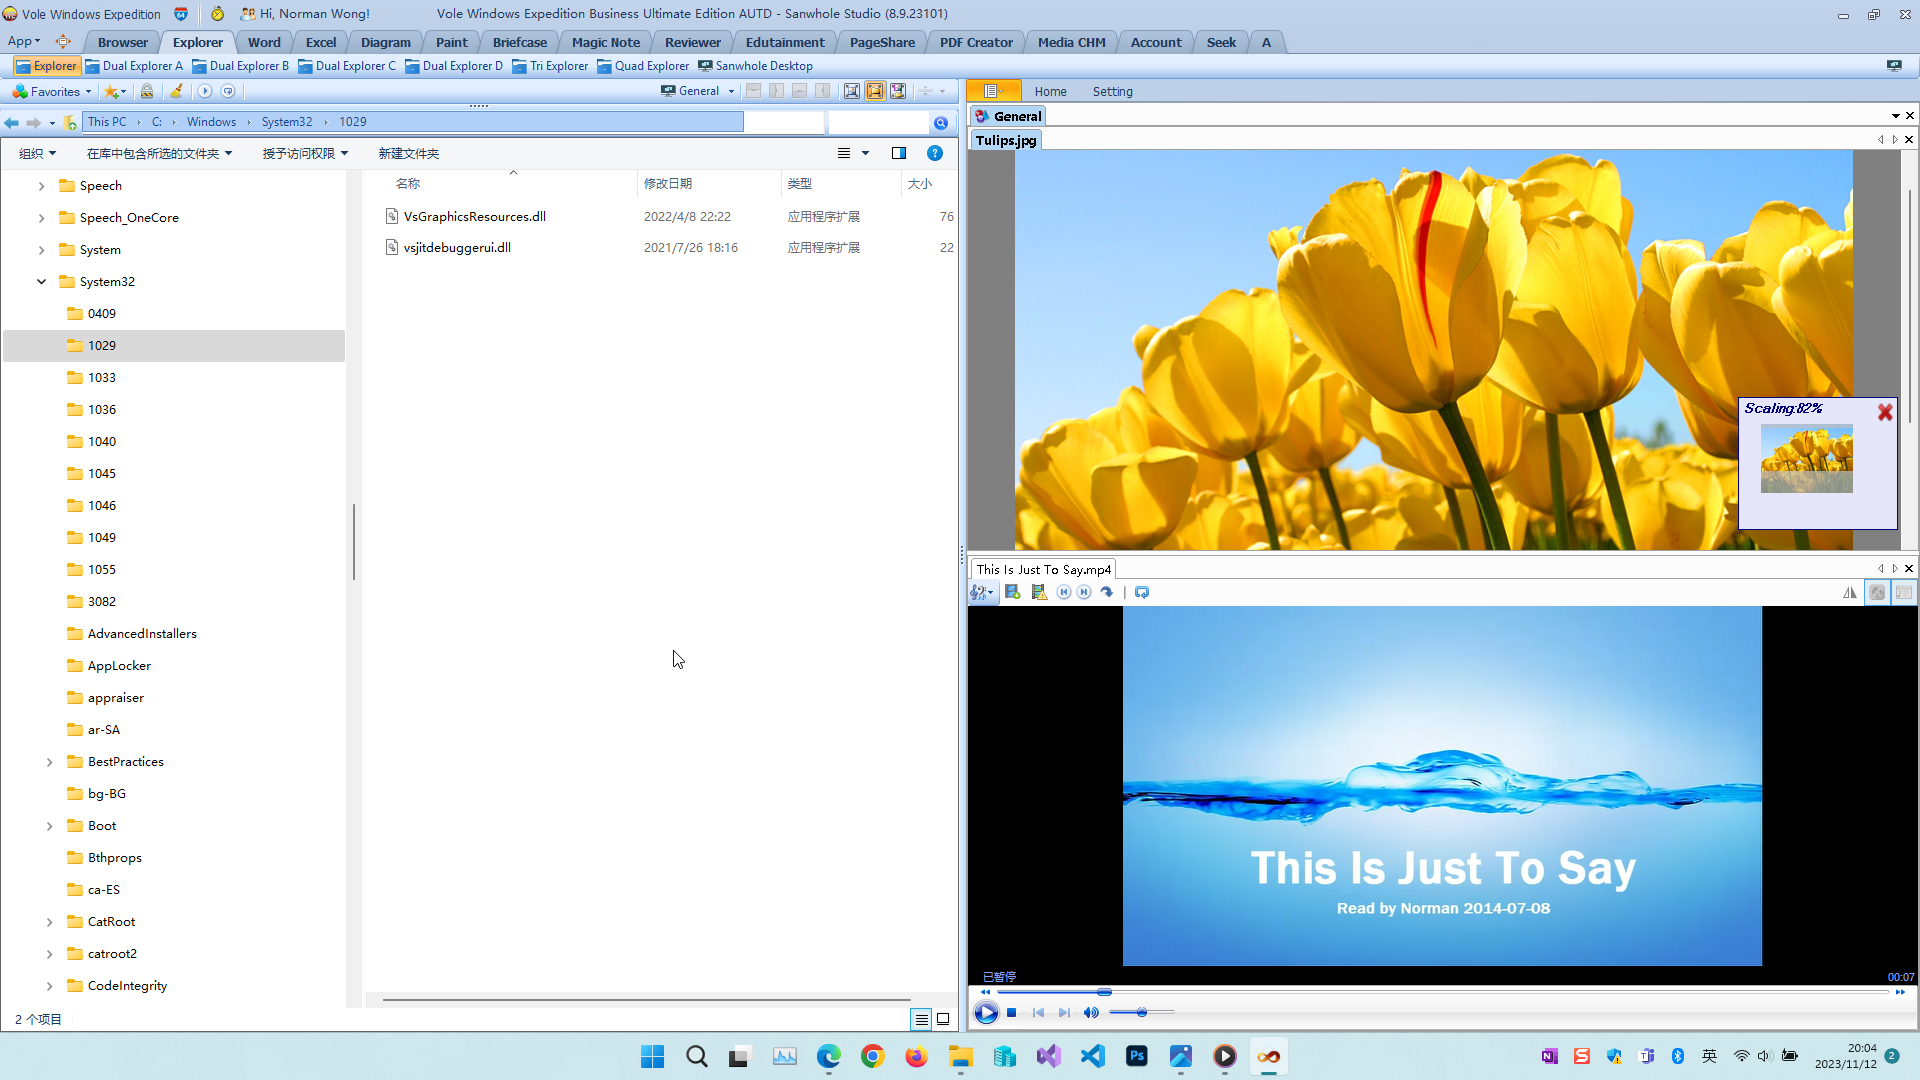 Vole Windows Expedition
Hi, Norman Wong!
Vole Windows Expedition Business Ultimate Edition AUTD - Sanwhole Studio (8.9.23101)
App
Browser
Explorer
Word
Excel
Diagram
Paint
Briefcase
Magic Note
Reviewer
Edutainment
PageShare
PDF Creator
Media CHM
Account
Seek
A
Explorer
Dual Explorer A
Dual Explorer B
Dual Explorer C
Dual Explorer D
Tri Explorer
Quad Explorer
Sanwhole Desktop
Favorites
General
This PC
C:
Windows
System32
1029
组织
在库中包含所选的文件夹
授予访问权限
新建文件夹
Speech
Speech_OneCore
System
System32
0409
1029
1033
1036
1040
1045
1046
1049
1055
3082
AdvancedInstallers
AppLocker
appraiser
ar-SA
BestPractices
bg-BG
Boot
Bthprops
ca-ES
CatRoot
catroot2
CodeIntegrity
名称 修改日期 类型 大小
VsGraphicsResources.dll 2022/4/8 22:22 应用程序扩展 76
vsjitdebuggerui.dll 2021/7/26 18:16 应用程序扩展 22
2 个项目
Home
Setting
General
Tulips.jpg
Scaling:82%
This Is Just To Say.mp4
This Is Just To Say
Read by Norman 2014-07-08
已暂停
00:07
英
20:04
2023/11/12
2